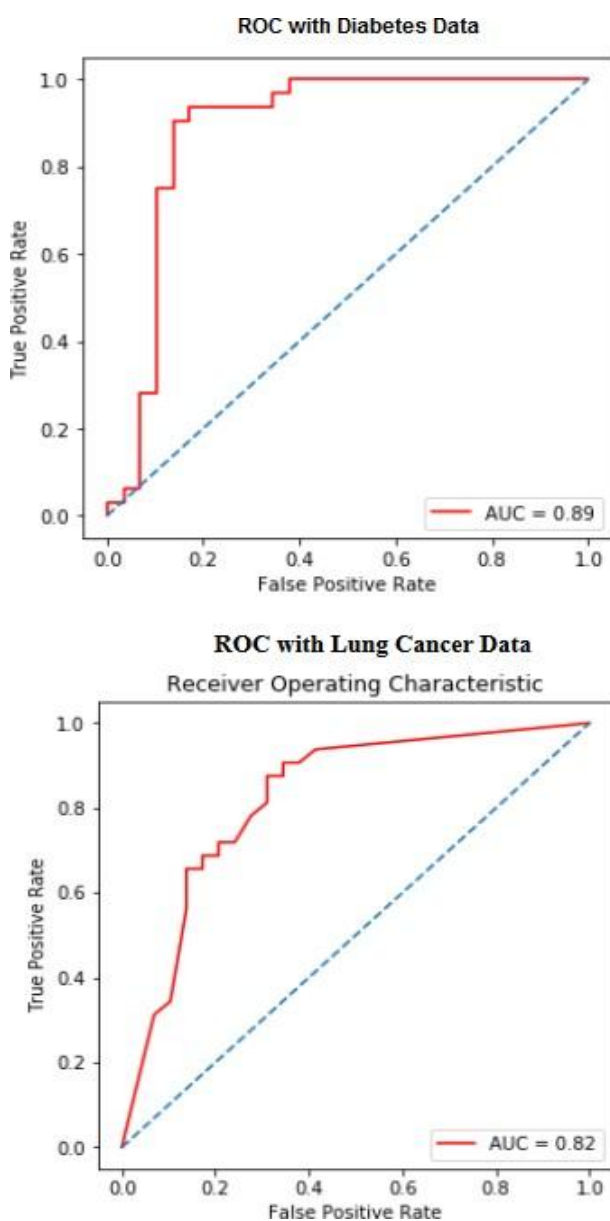 ROC with Diabetes Data
1.0
0.8
0.6
0.4
0.2
0.0
True Positive Rate
AUC = 0.89
0.0 0.2 0.4 0.6 0.8 1.0
False Positive Rate
ROC with Lung Cancer Data
Receiver Operating Characteristic
1.0
0.8
0.6
0.4
0.2
0.0
True Positive Rate
AUC = 0.82
0.0 0.2 0.4 0.6 0.8 1.0
False Positive Rate